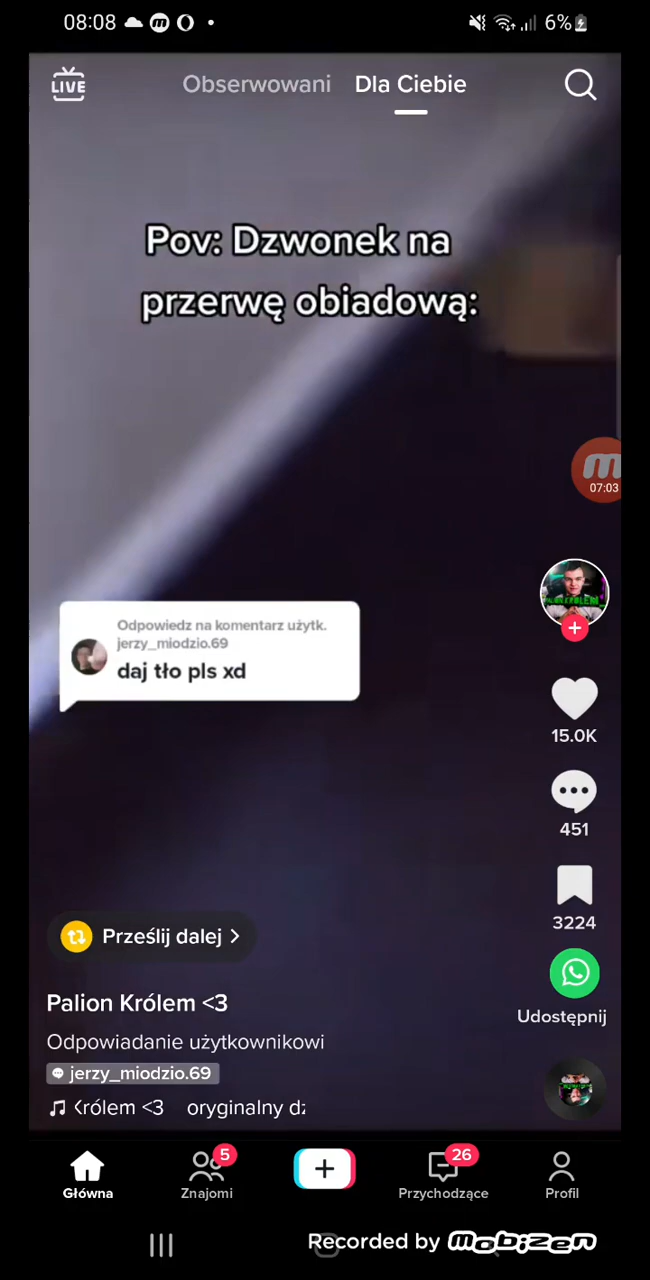 08:08
6%
LIVE
Obserwowani
Dla Ciebie
Pov: Dzwonek na
przerwę obiadową:
07:03
Odpowiedz na komentarz użytk.
jerzy_miodzio.69
daj tło pls xd
15.0K
451
3224
Prześlij dalej
Udostępnij
Palion Królem <3
Odpowiadanie użytkownikowi
jerzy_miodzio.69
Królem <3 oryginalny dź
5
26
Główna
Znajomi
Przychodzące
Profil
Recorded by mobizen